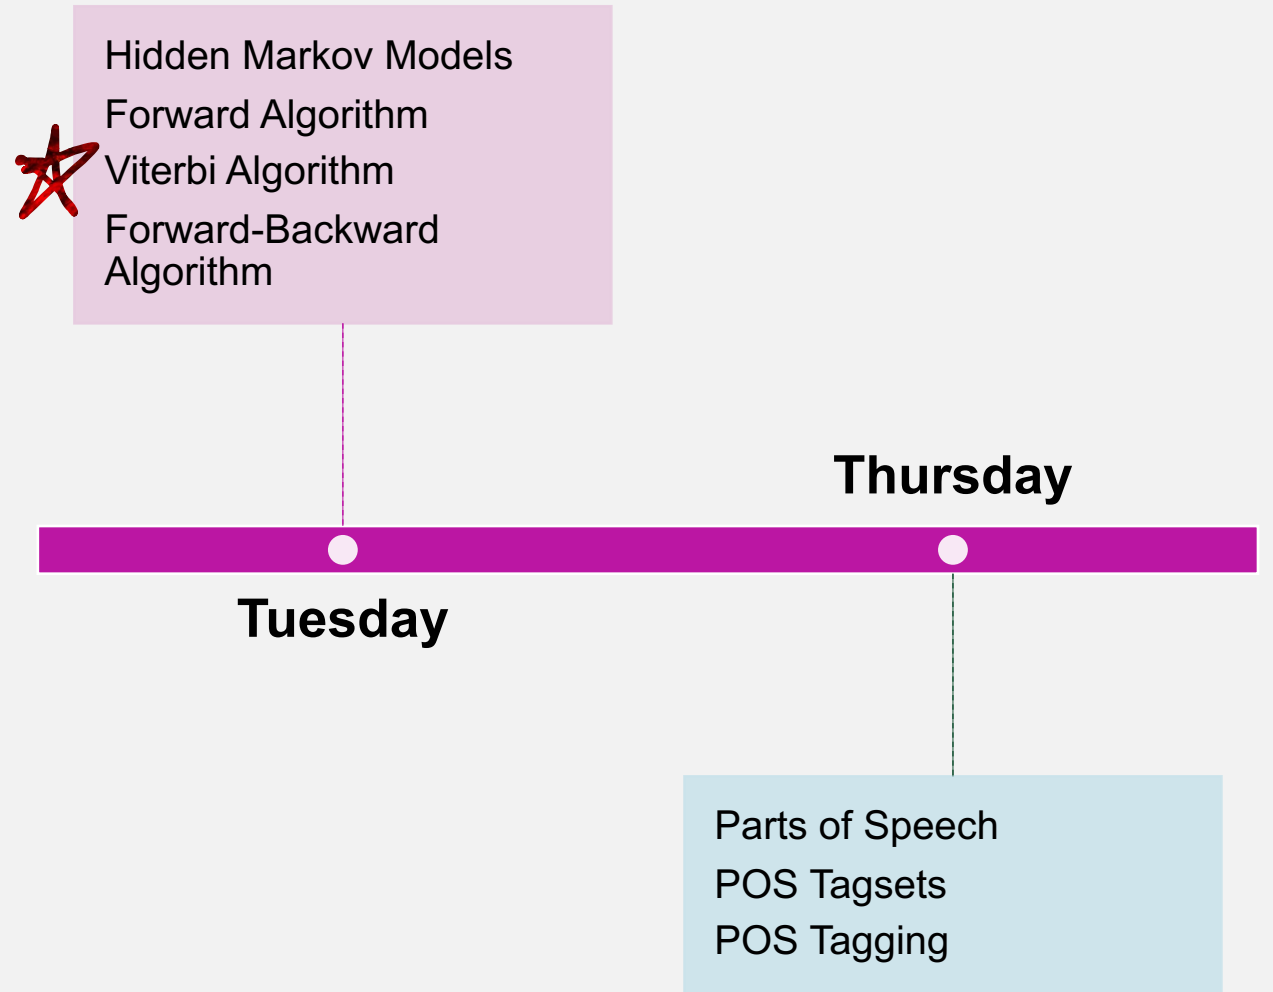 Hidden Markov Models
Forward Algorithm
Viterbi Algorithm
Forward-Backward
Algorithm
Thursday
Tuesday
Parts of Speech
POS Tagsets
POS Tagging